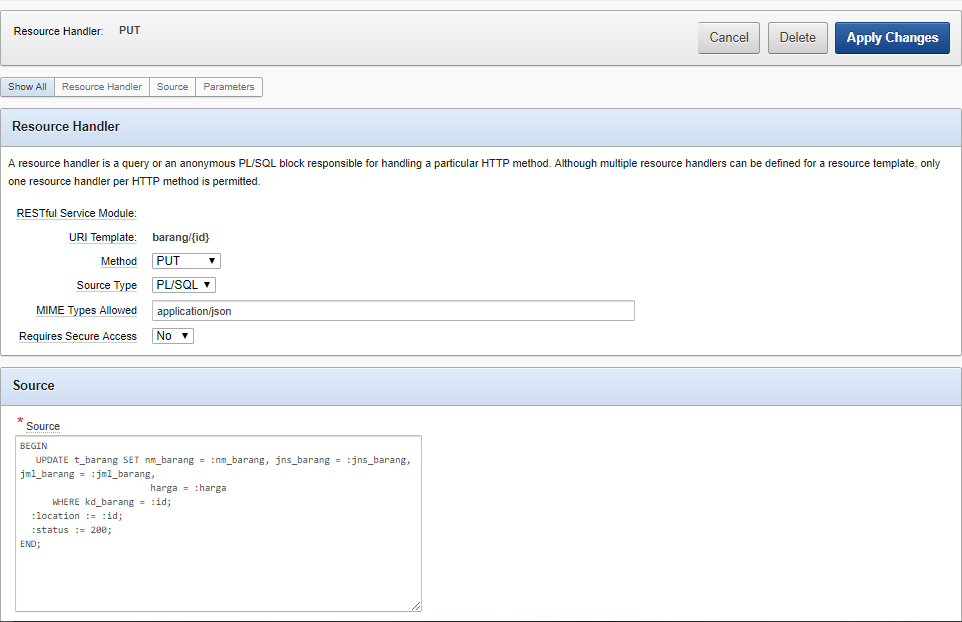 Resource Handler: PUT
Cancel Delete Apply Changes
Show All Resource Handler Source Parameters
Resource Handler
A resource handler is a query or an anonymous PL/SQL block responsible for handling a particular HTTP method. Although multiple resource handlers can be defined for a resource template, only
one resource handler per HTTP method is permitted.
RESTful Service Module:
URI Template: barang/{id}
Method PUT
Source Type PL/SQL
MIME Types Allowed application/json
Requires Secure Access No
Source
* Source
BEGIN
UPDATE t_barang SET nm_barang = :nm_barang, jns_barang = :jns_barang,
jml_barang = :jml_barang,
harga = :harga
WHERE kd_barang = :id;
:location := :id;
:status := 200;
END;